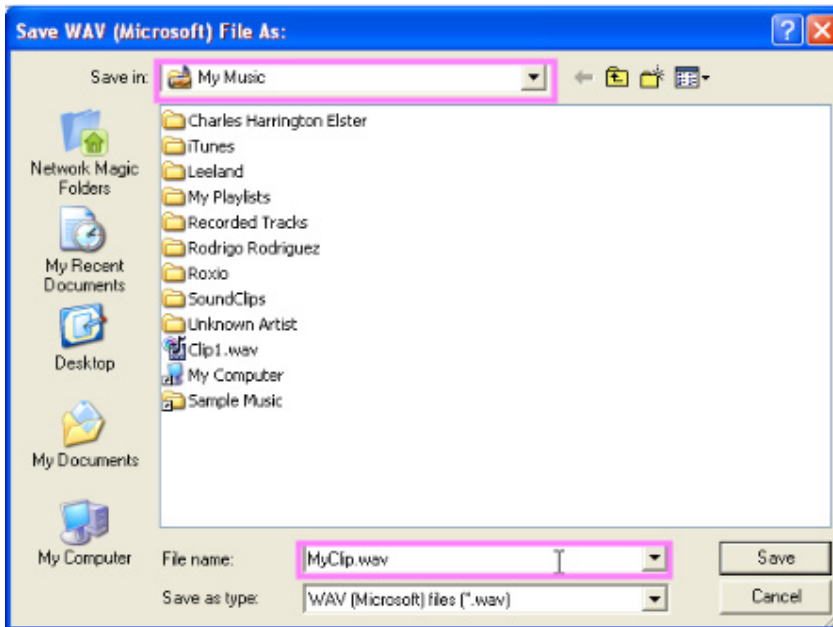 Save WAV (Microsoft) File As:
Save in:
My Music
Network Magic
Folders
My Recent
Documents
Desktop
My Documents
My Computer
Charles Harrington Elster
iTunes
Leeland
My Playlists
Recorded Tracks
Rodrigo Rodriguez
Roxio
SoundClips
Unknown Artist
Clip1.wav
My Computer
Sample Music
File name:
MyClip.wav
Save
Save as type:
WAV (Microsoft) files (*.wav)
Cancel